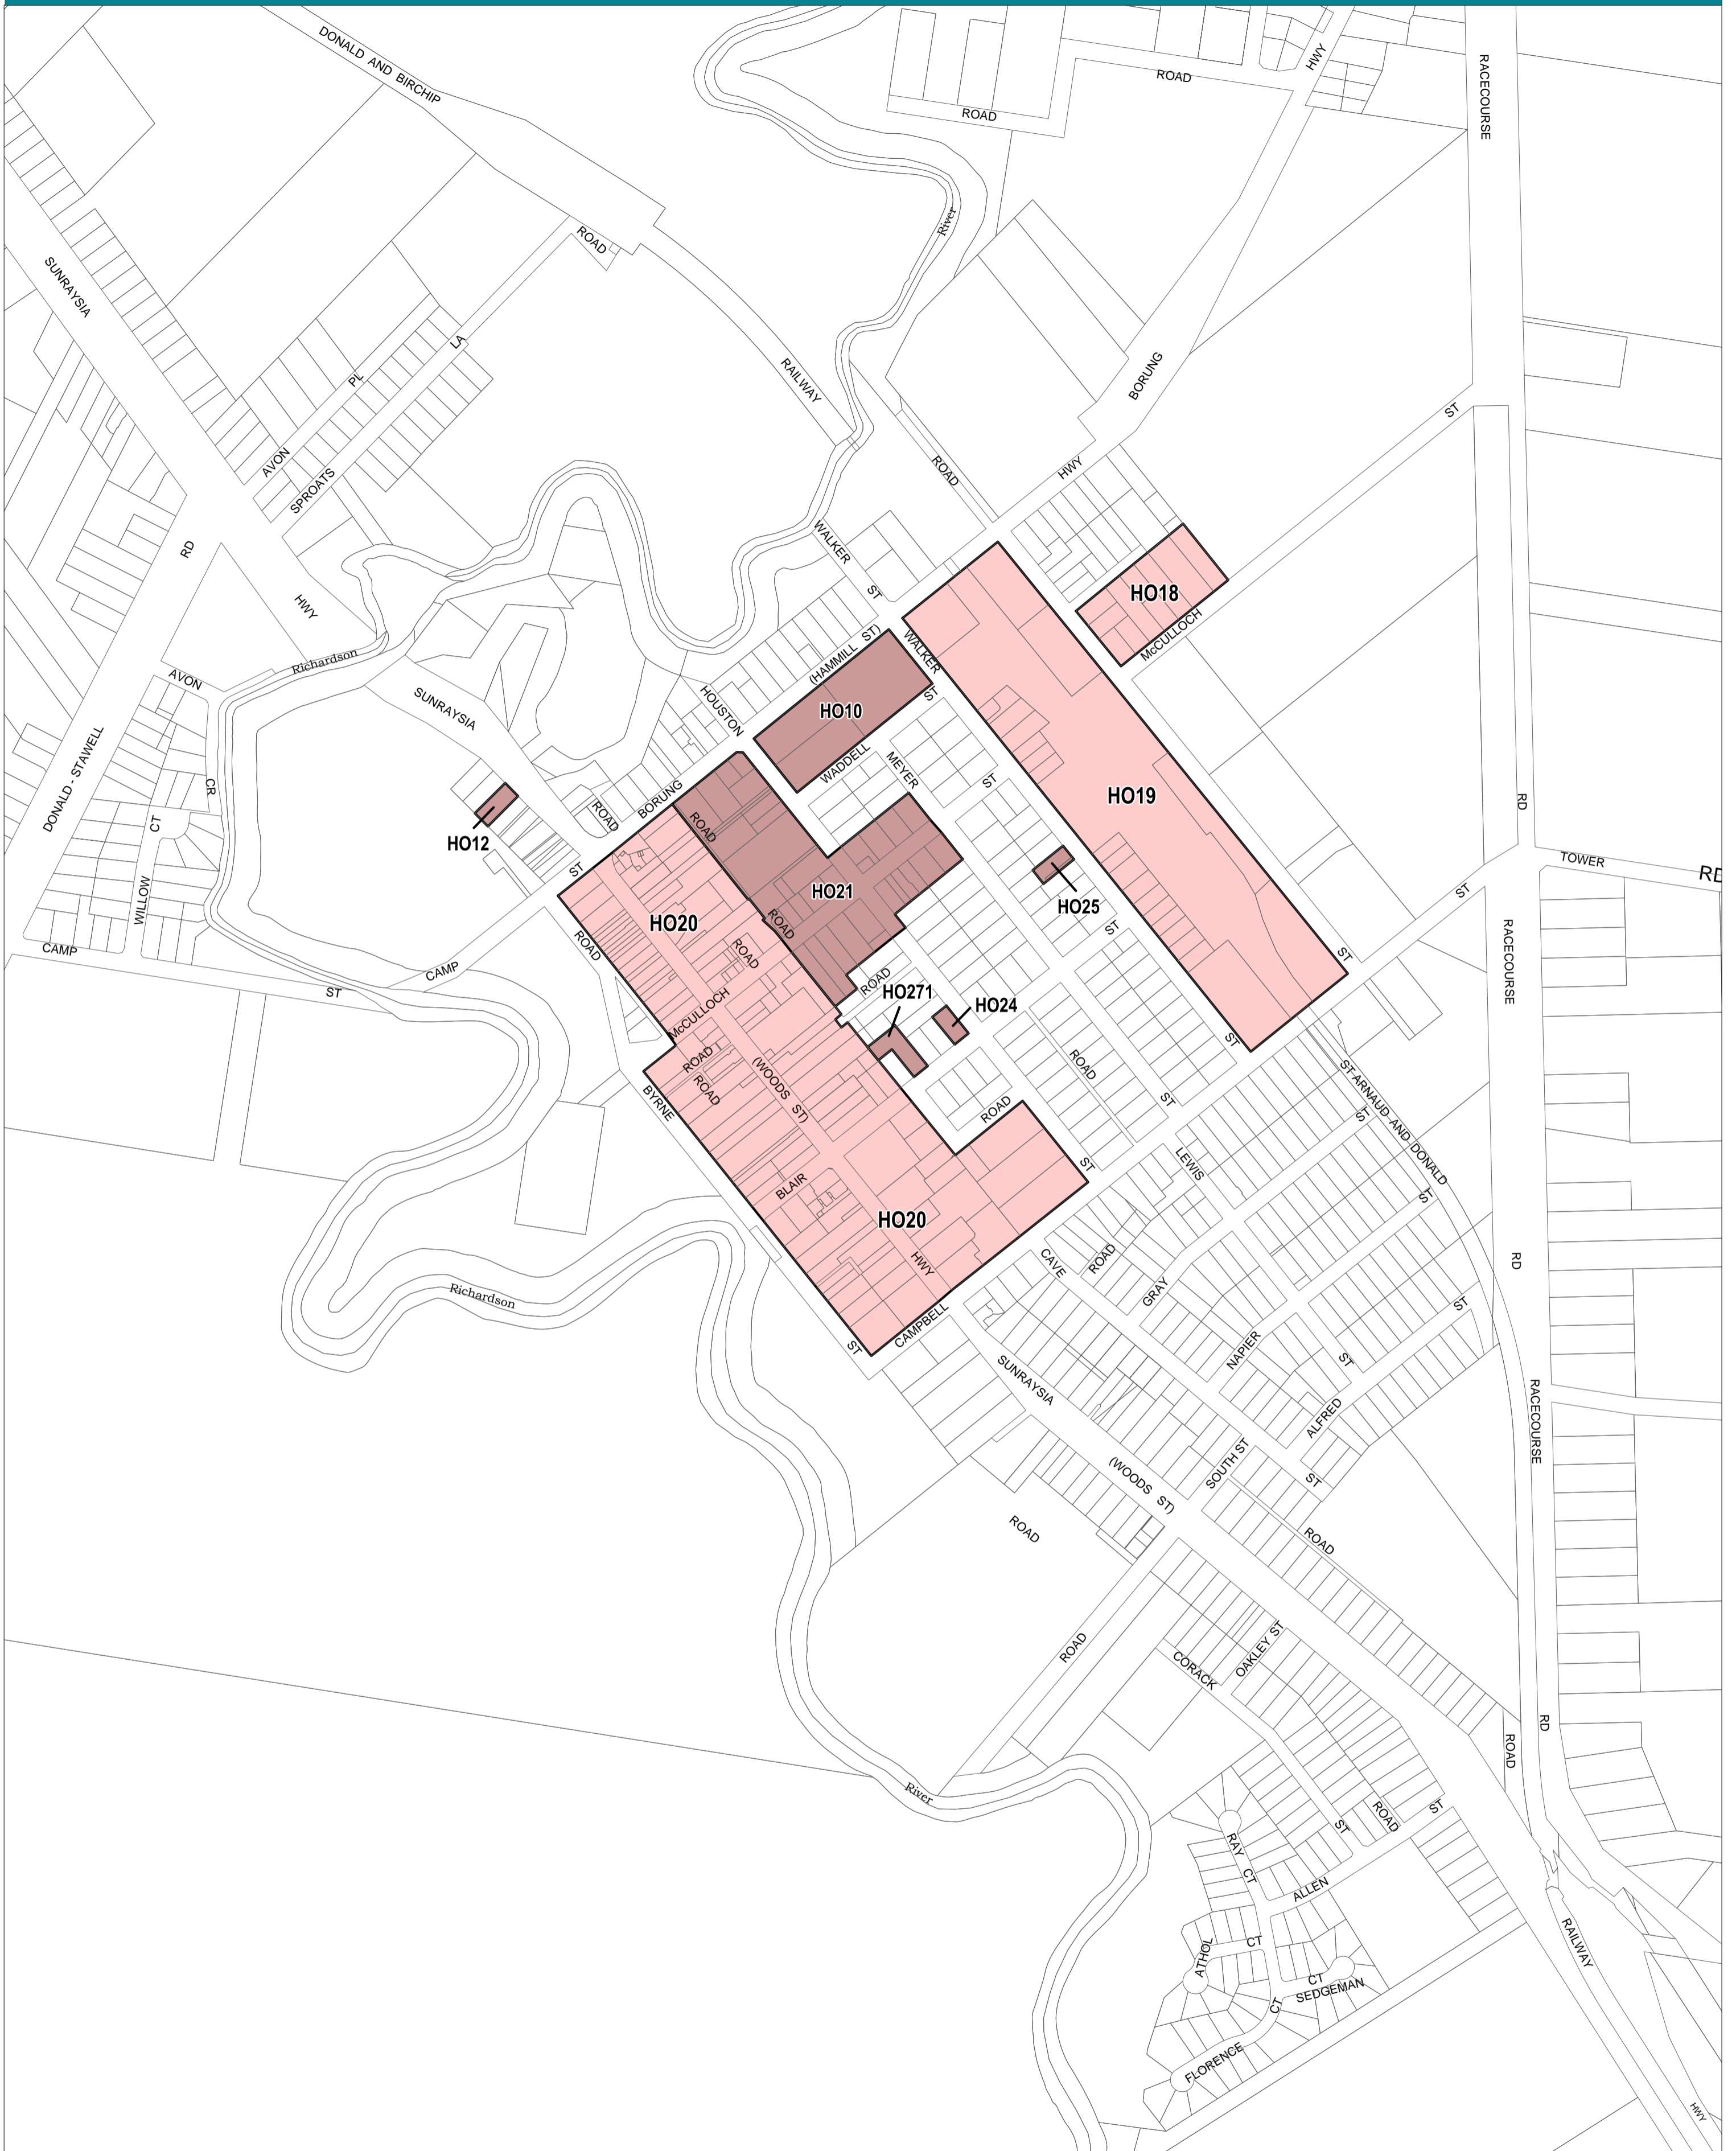 DONALD AND BIRCHIP
HWY
RACECOURSE
ROAD
ROAD
River
ROAD
SUNRAYSIA
LA
PL
RAILWAY
BORUNG
ST
AVON
SPROATS
ROAD
HWY
WALKER
ST
RD
HWY
HO18
McCULLOCH
(HAMMILL ST)
WALKER
ST
Richardson
AVON
SUNRAYSIA
HOUSTON
HO10
WADDELL
MEYER
ST
DONALD - STAWELL
CR
CT
WILLOW
HO19
RD
BORUNG
ROAD
ROAD
HO12
ST
HO21
HO25
TOWER
RD
ST
HO20
ROAD
ROAD
ROAD
ST
RACECOURSE
CAMP
CAMP
ST
ROAD
HO271
HO24
ST
McCULLOCH
ROAD
ROAD
(WOODS ST)
BYRNE
ROAD
ST
ROAD
ST
ST ARNAUD AND DONALD
ST
ST
LEWIS
ST
BLAIR
HO20
HWY
CAVE
ROAD
GRAY
RD
Richardson
CAMPBELL
ST
ST
NAPIER
ST
SUNRAYSIA
ALFRED
RACECOURSE
SOUTH ST
(WOODS ST)
ST
ROAD
ROAD
ROAD
CORACK
OAKLEY ST
RD
ROAD
River
ROAD
ST
ST
RAY
CT
ALLEN
ATHOL
CT
CT
SEDGEMAN
CT
FLORENCE
RAILWAY
HWY